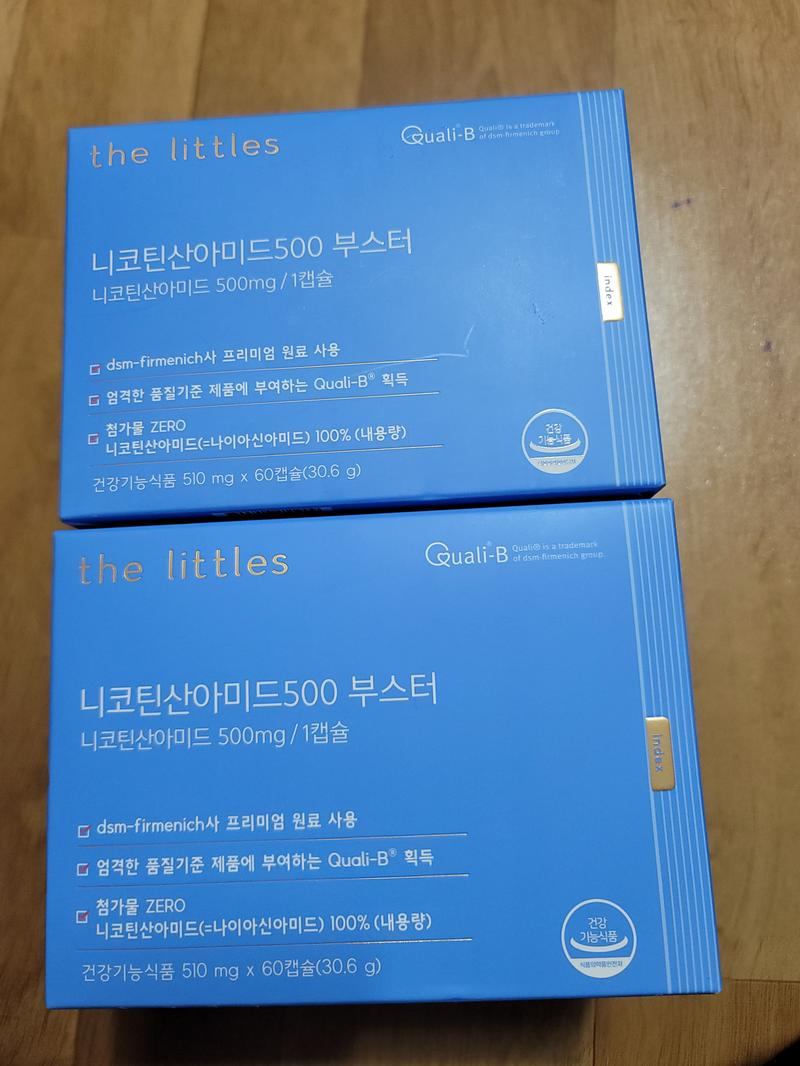 the littles
Quali-B
Quali® is a trademark
of dsm-firmenich group
니코틴산아미드500 부스터
니코틴산아미드 500mg / 1캡슐
index
dsm-firmenich사 프리미엄 원료 사용
엄격한 품질기준 제품에 부여하는 Quali-B® 획득
첨가물 ZERO
니코틴산아미드(=나이아신아미드) 100% (내용량)
건강
기능식품
건강기능식품 510 mg x 60캡슐(30.6 g)
the littles
Quali®-B
Quali® is a trademark
of dsm-firmenich group.
니코틴산아미드500 부스터
니코틴산아미드 500mg / 1캡슐
index
dsm-firmenich사 프리미엄 원료 사용
엄격한 품질기준 제품에 부여하는 Quali-B® 획득
첨가물 ZERO
니코틴산아미드(=나이아신아미드) 100% (내용량)
건강
기능식품
식품의약품안전처
건강기능식품 510 mg x 60캡슐(30.6 g)